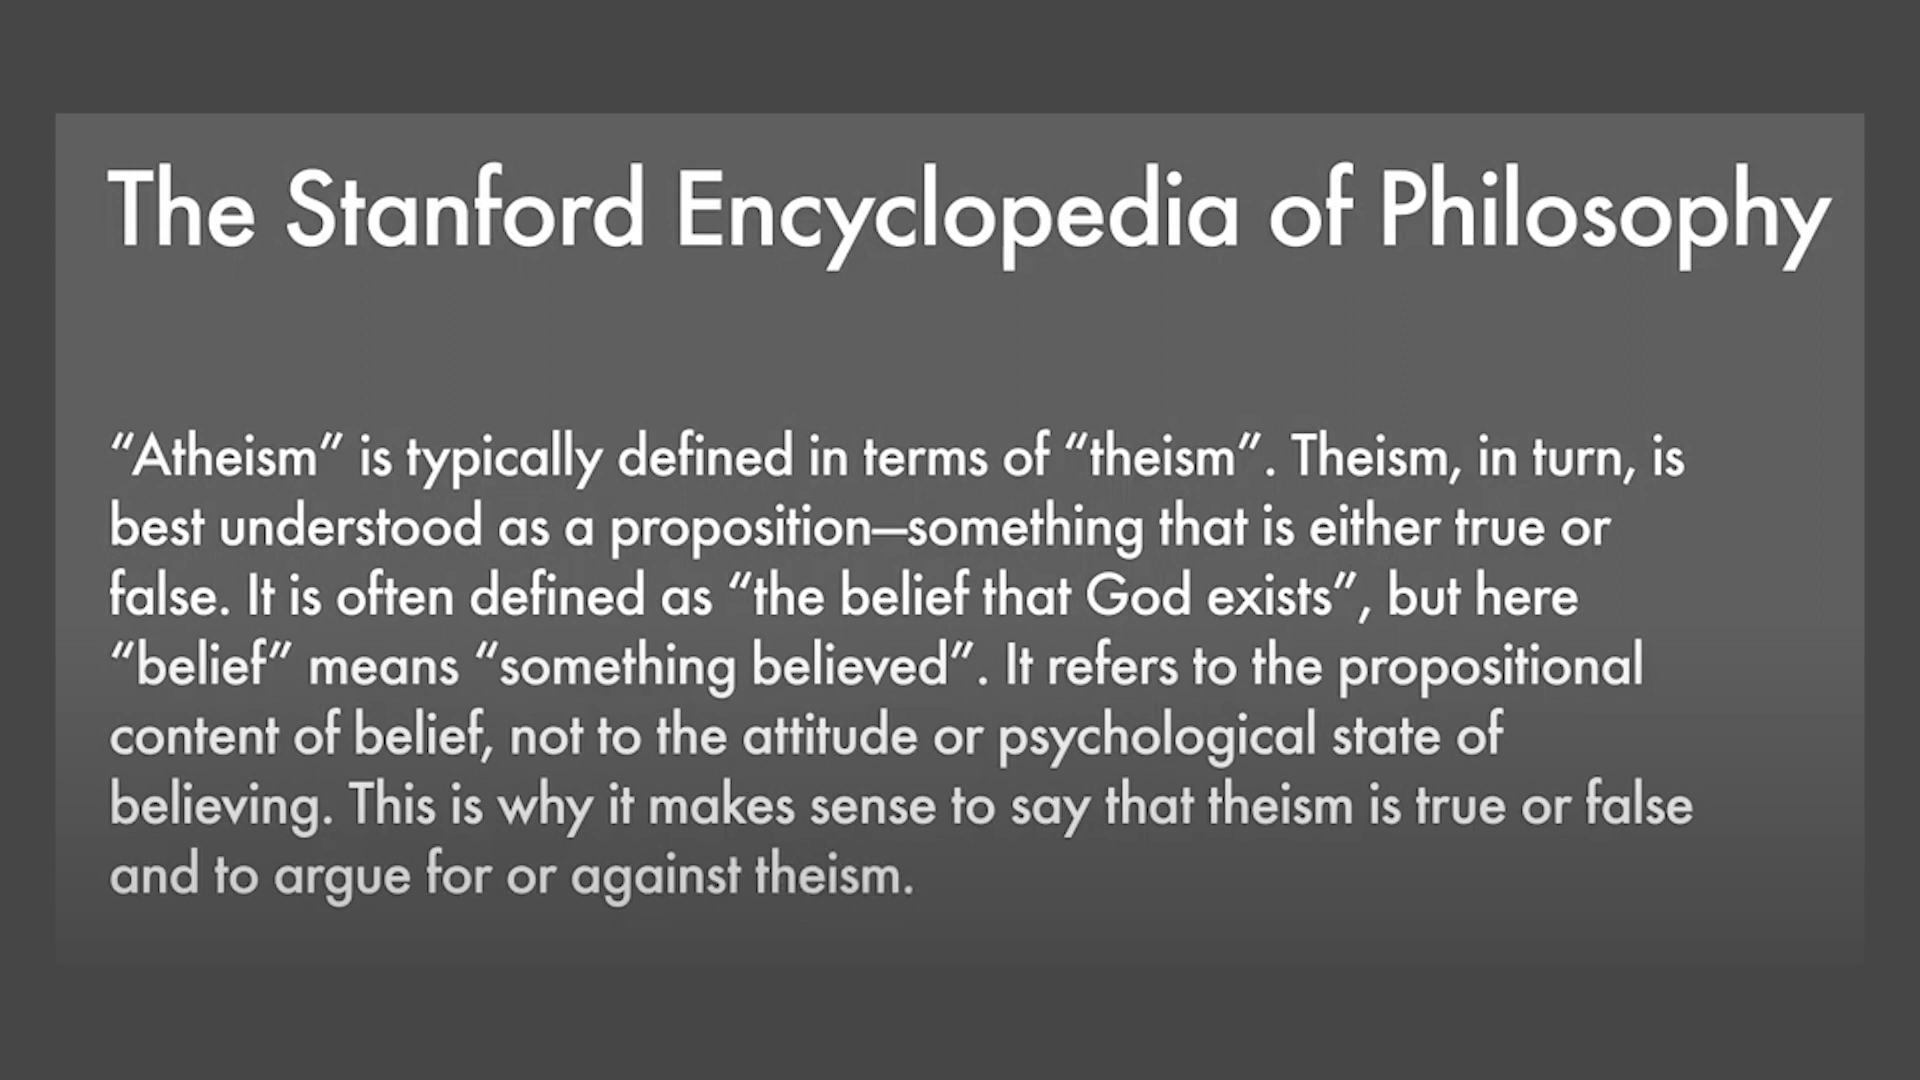 The Stanford Encyclopedia of Philosophy
“Atheism” is typically defined in terms of “theism”. Theism, in turn, is
best understood as a proposition—something that is either true or
false. It is often defined as “the belief that God exists”, but here
“belief” means “something believed”. It refers to the propositional
content of belief, not to the attitude or psychological state of
believing. This is why it makes sense to say that theism is true or false
and to argue for or against theism.